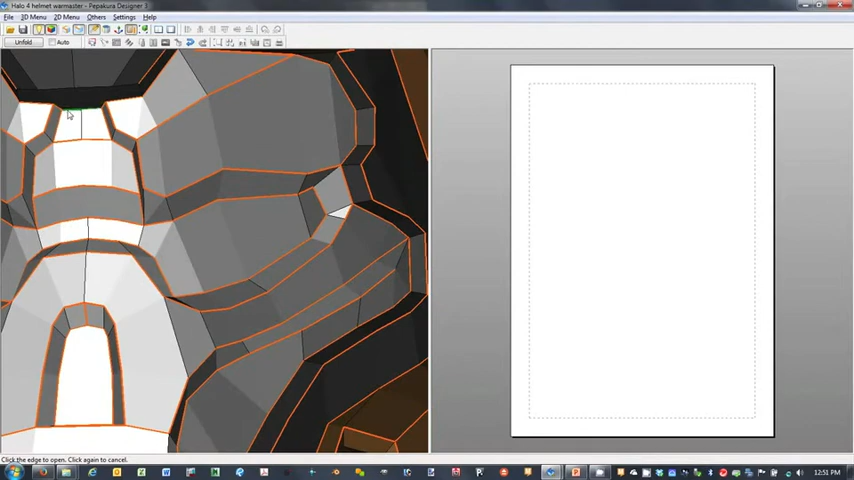 Halo 4 helmet warmaster - Pepakura Designer 3
File 3D Menu 2D Menu Others Settings Help
Unfold Auto
Click the edge to open. Click again to cancel.
12:51 PM